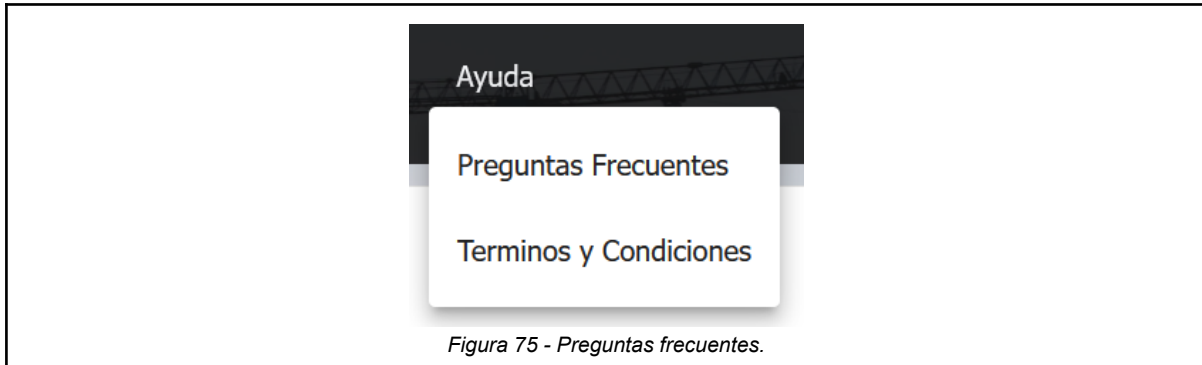 Ayuda
Preguntas Frecuentes
Terminos y Condiciones
Figura 75 - Preguntas frecuentes.